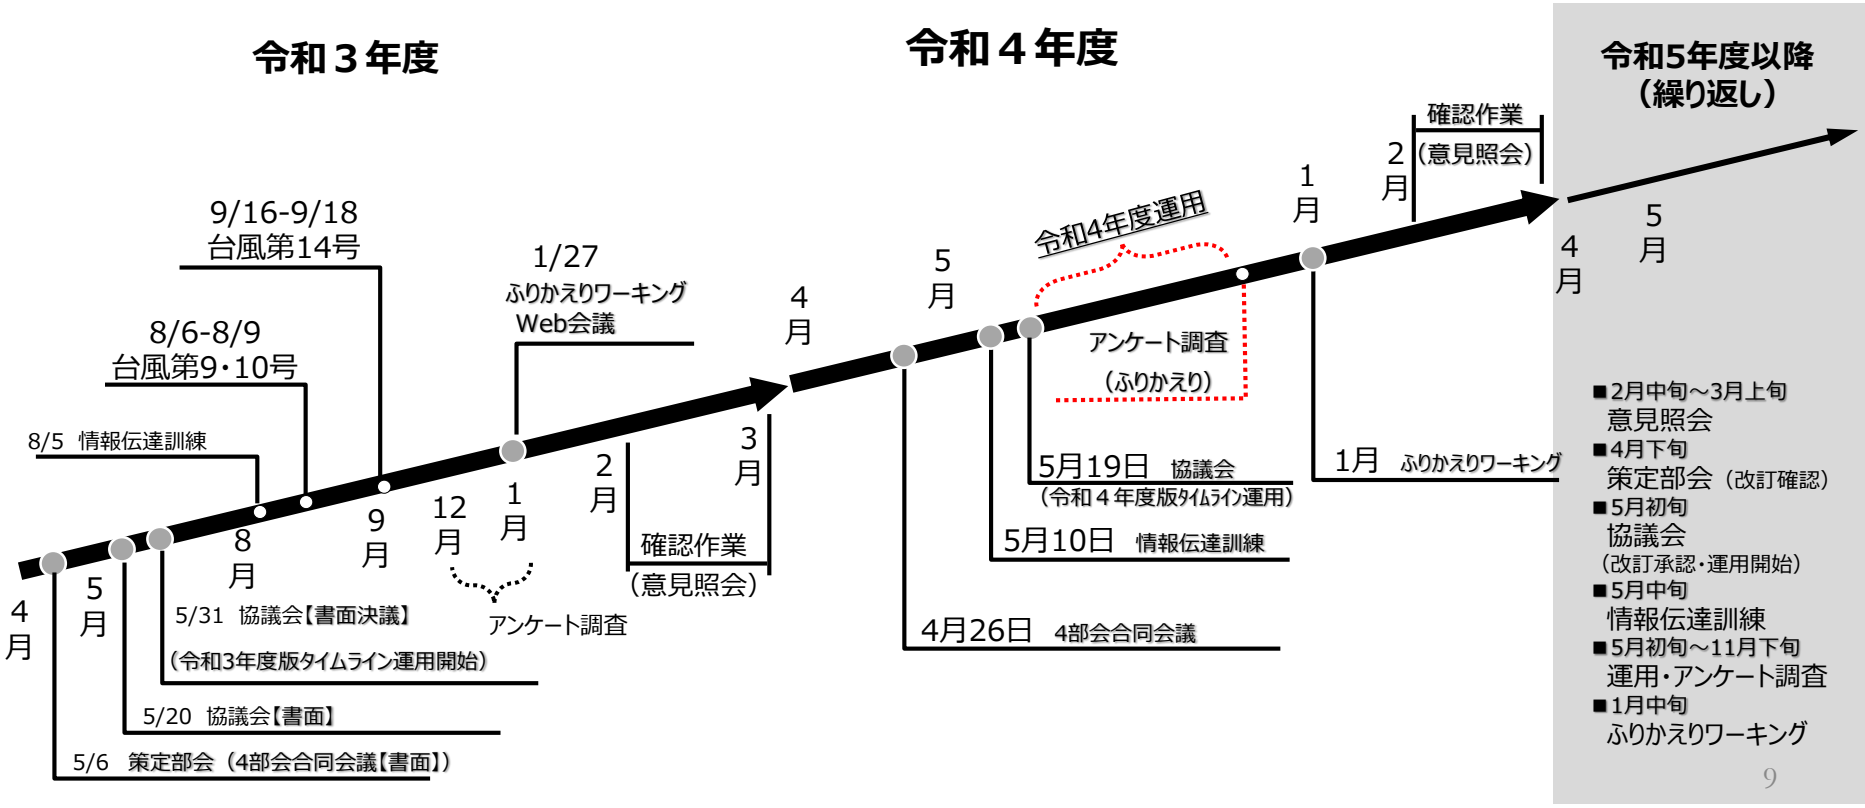 令和３年度
令和４年度
令和5年度以降
（繰り返し）
9/16-9/18
台風第14号
8/6-8/9
台風第9・10号
8/5 情報伝達訓練
1/27
ふりかえりワーキング
Web会議
4月
5月
8月
9月
12月
1月
2月
3月
アンケート調査
確認作業
（意見照会）
5/31 協議会【書面決議】
（令和3年度版タイムライン運用開始）
5/20 協議会【書面】
5/6 策定部会（4部会合同会議【書面】）
4月
5月
令和4年度運用
アンケート調査
（ふりかえり）
1月
2月
確認作業
（意見照会）
5月19日 協議会
（令和４年度版タイムライン運用）
5月10日 情報伝達訓練
4月26日 4部会合同会議
1月 ふりかえりワーキング
4月
5月
■2月中旬～3月上旬
意見照会
■4月下旬
策定部会（改訂確認）
■5月初旬
協議会
（改訂承認・運用開始）
■5月中旬
情報伝達訓練
■5月初旬～11月下旬
運用・アンケート調査
■1月中旬
ふりかえりワーキング
9